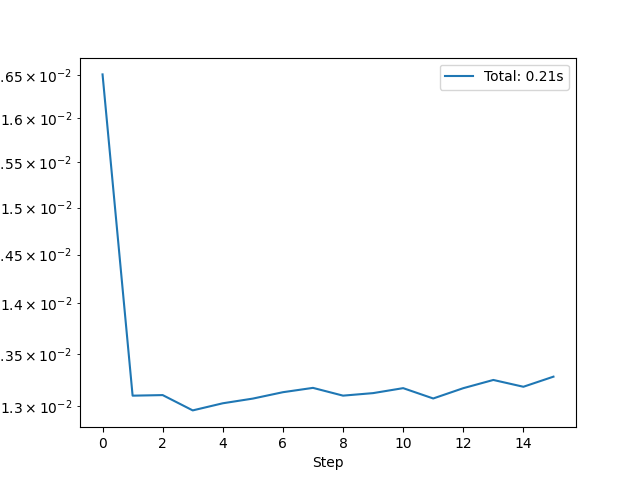 Total: 0.21s
.65 × 10⁻²
1.6 × 10⁻²
.55 × 10⁻²
1.5 × 10⁻²
.45 × 10⁻²
1.4 × 10⁻²
.35 × 10⁻²
1.3 × 10⁻²
0 2 4 6 8 10 12 14
Step